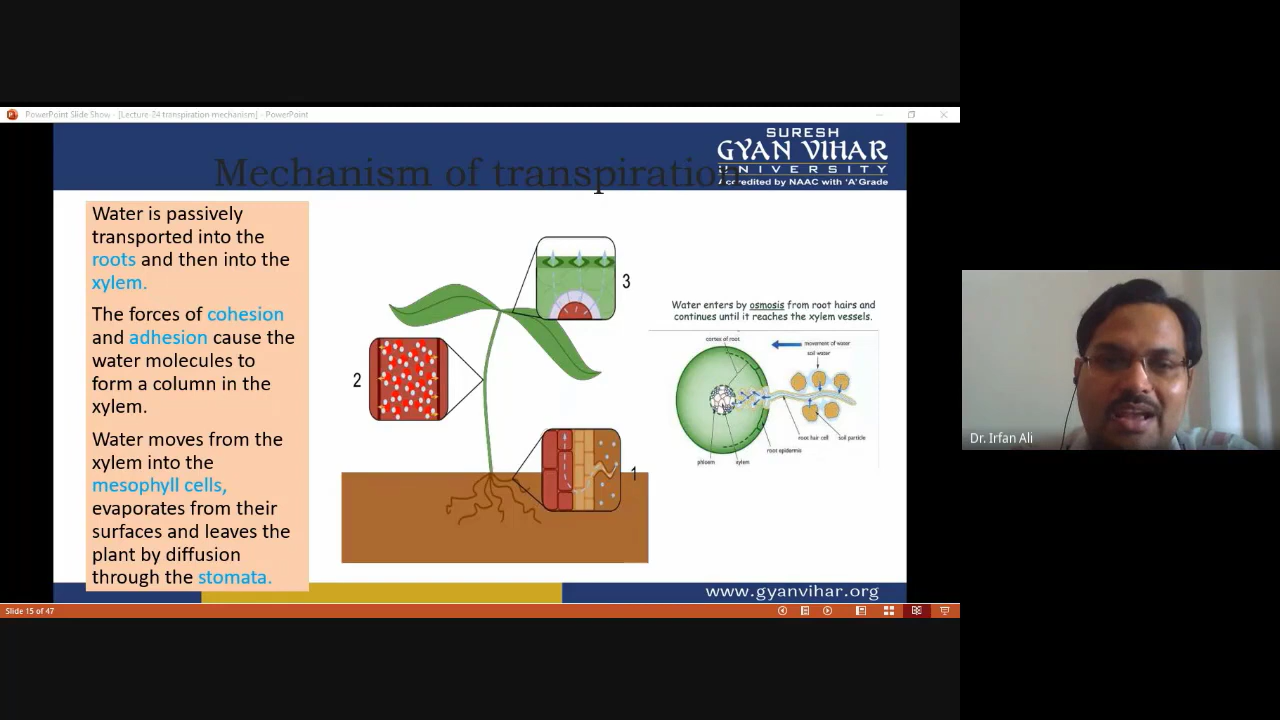 PowerPoint Slide Show - [Lecture-24 transpiration mechanism] - PowerPoint
SURESH
GYAN VIHAR
UNIVERSITY
Accredited by NAAC with 'A' Grade
Mechanism of transpiration
Water is passively
transported into the
roots and then into the
xylem.
The forces of cohesion
and adhesion cause the
water molecules to
form a column in the
xylem.
Water moves from the
xylem into the
mesophyll cells,
evaporates from their
surfaces and leaves the
plant by diffusion
through the stomata.
3
2
1
Water enters by osmosis from root hairs and
continues until it reaches the xylem vessels.
cortex of root
movement of water
soil water
root hair cell
soil particle
root epidermis
phloem
xylem
Dr. Irfan Ali
www.gyanvihar.org
Slide 15 of 47